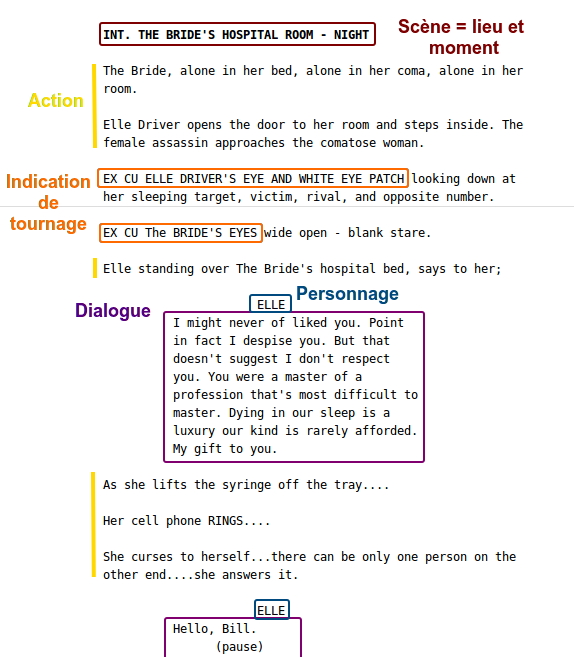 INT. THE BRIDE'S HOSPITAL ROOM - NIGHT
Scène = lieu et
moment
The Bride, alone in her bed, alone in her coma, alone in her
room.
Action
Elle Driver opens the door to her room and steps inside. The
female assassin approaches the comatose woman.
Indication
de
tournage
EX CU ELLE DRIVER'S EYE AND WHITE EYE PATCH looking down at
her sleeping target, victim, rival, and opposite number.
EX CU The BRIDE'S EYES wide open - blank stare.
Elle standing over The Bride's hospital bed, says to her;
Personnage
ELLE
Dialogue
I might never of liked you. Point
in fact I despise you. But that
doesn't suggest I don't respect
you. You were a master of a
profession that's most difficult to
master. Dying in our sleep is a
luxury our kind is rarely afforded.
My gift to you.
As she lifts the syringe off the tray....
Her cell phone RINGS....
She curses to herself...there can be only one person on the
other end....she answers it.
ELLE
Hello, Bill.
(pause)